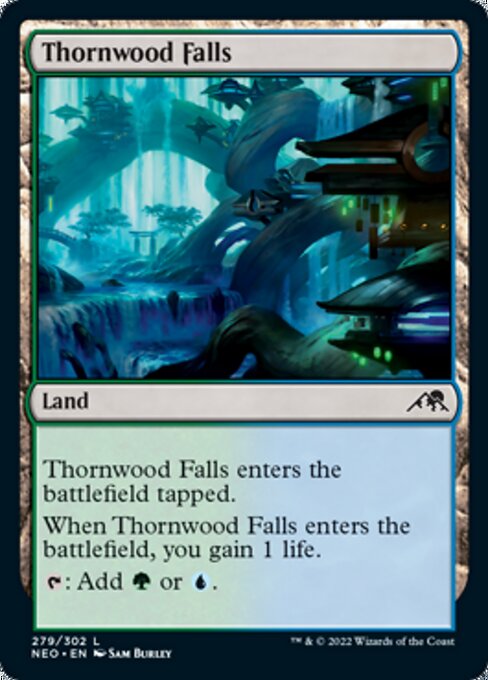 Thornwood Falls
Land
Thornwood Falls enters the
battlefield tapped.
When Thornwood Falls enters the
battlefield, you gain 1 life.
: Add or .
279/302 L
NEO • EN Sam Burley
™ & © 2022 Wizards of the Coast